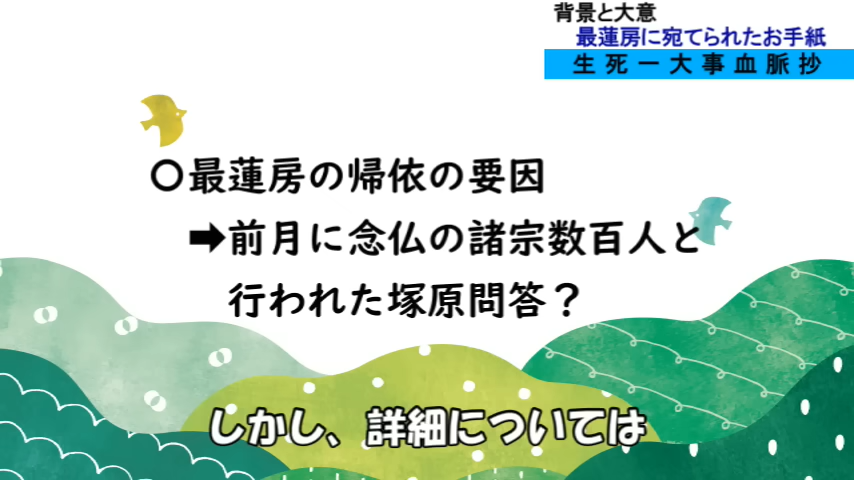 背景と大意
最蓮房に宛てられたお手紙
生死一大事血脈抄
〇最蓮房の帰依の要因
➡前月に念仏の諸宗数百人と
行われた塚原問答？
しかし、詳細については